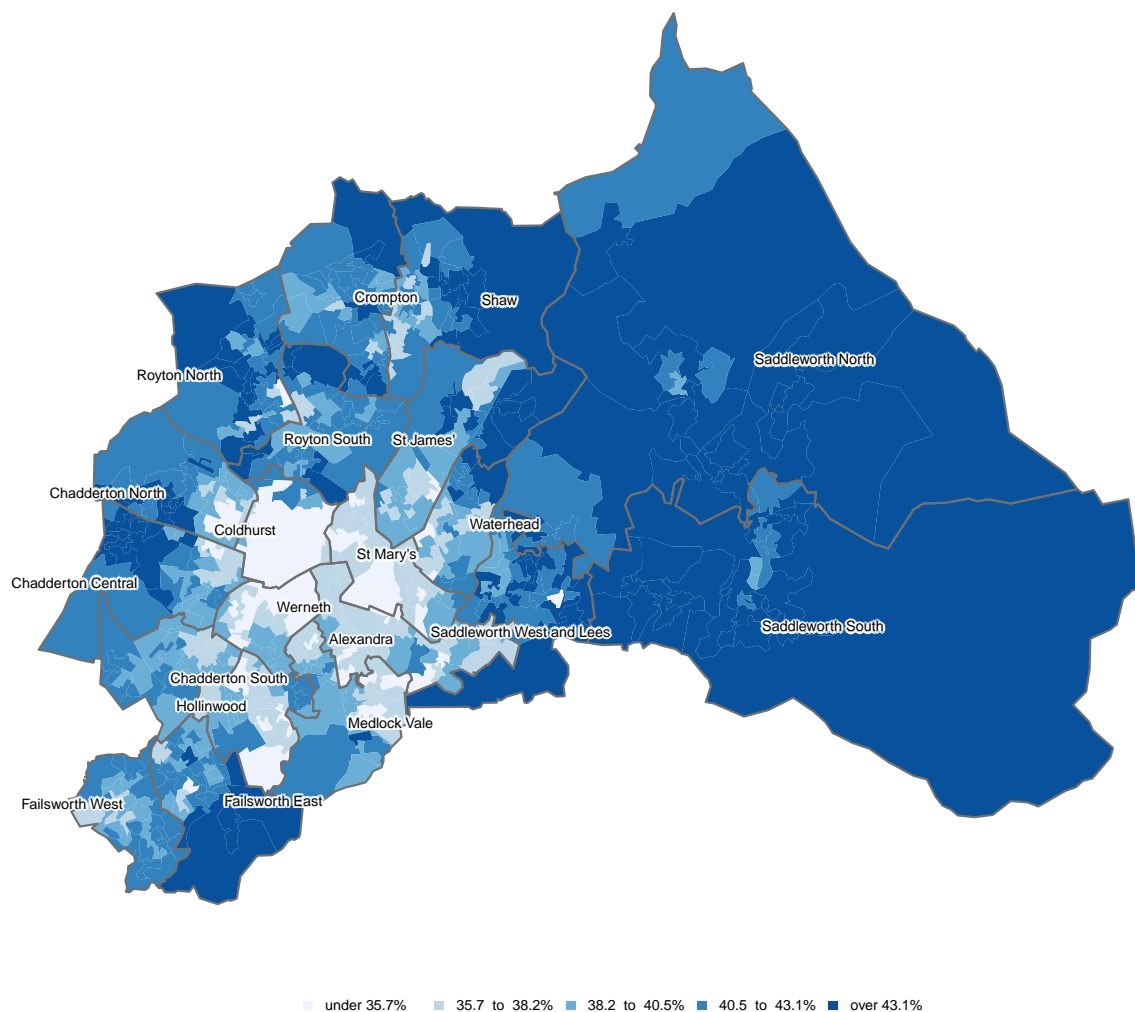 Crompton
Shaw
Saddleworth North
Royton North
Royton South
St James'
Chadderton North
Waterhead
Coldhurst
St Mary's
Chadderton Central
Werneth
Saddleworth South
Saddleworth West and Lees
Alexandra
Chadderton South
Hollinwood
Medlock Vale
Failsworth East
Failsworth West
under 35.7% 35.7 to 38.2% 38.2 to 40.5% 40.5 to 43.1% over 43.1%